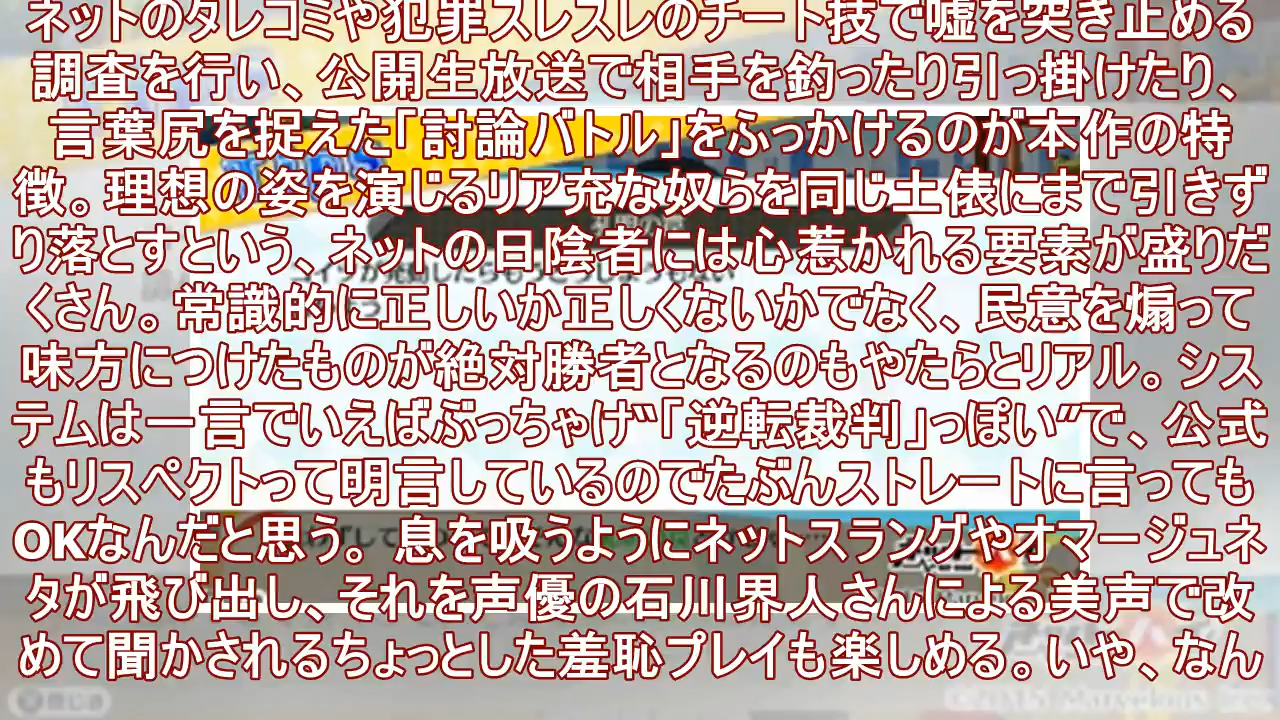 ネットのタレコミや犯罪スレスレのチート技で嘘を突き止める
調査を行い、公開生放送で相手を釣ったり引っ掛けたり、
言葉尻を捉えた「討論バトル」をふっかけるのが本作の特
徴。理想の姿を演じるリア充な奴らを同じ土俵にまで引きず
り落とすという、ネットの日陰者には心惹かれる要素が盛りだ
くさん。常識的に正しいか正しくないかでなく、民意を煽って
味方につけたものが絶対勝者となるのもやたらとリアル。シス
テムは一言でいえばぶっちゃけ“「逆転裁判」っぽい”で、公式
もリスペクトって明言しているのでたぶんストレートに言っても
OKなんだと思う。息を吸うようにネットスラングやオマージュネ
タが飛び出し、それを声優の石川界人さんによる美声で改
めて聞かされるちょっとした羞恥プレイも楽しめる。いや、なん